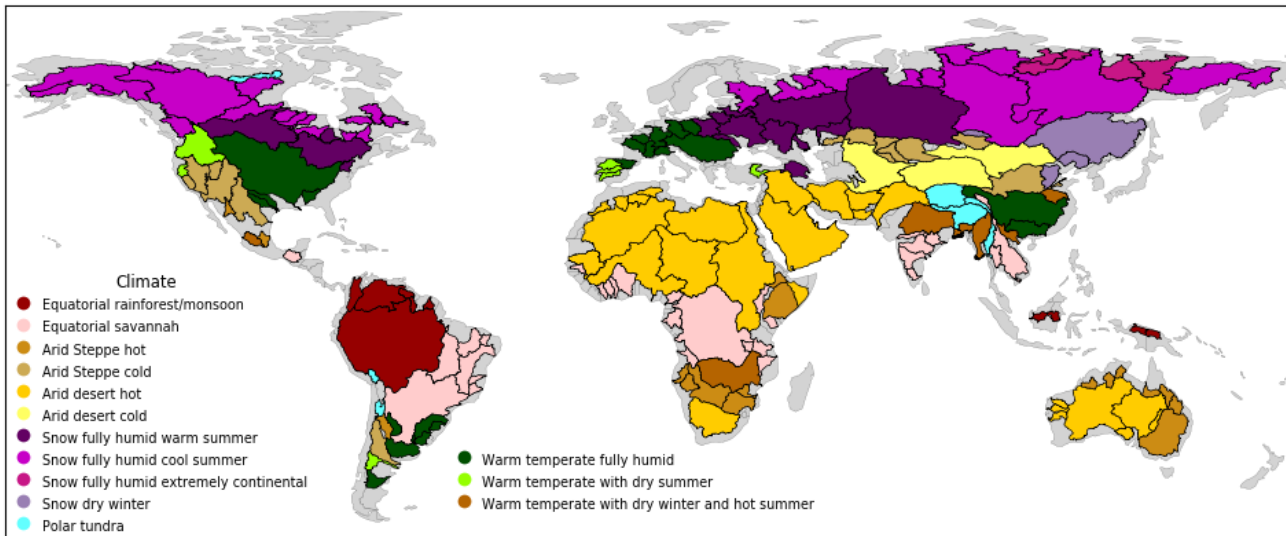 Climate
Equatorial rainforest/monsoon
Equatorial savannah
Arid Steppe hot
Arid Steppe cold
Arid desert hot
Arid desert cold
Snow fully humid warm summer
Snow fully humid cool summer
Snow fully humid extremely continental
Snow dry winter
Polar tundra
Warm temperate fully humid
Warm temperate with dry summer
Warm temperate with dry winter and hot summer